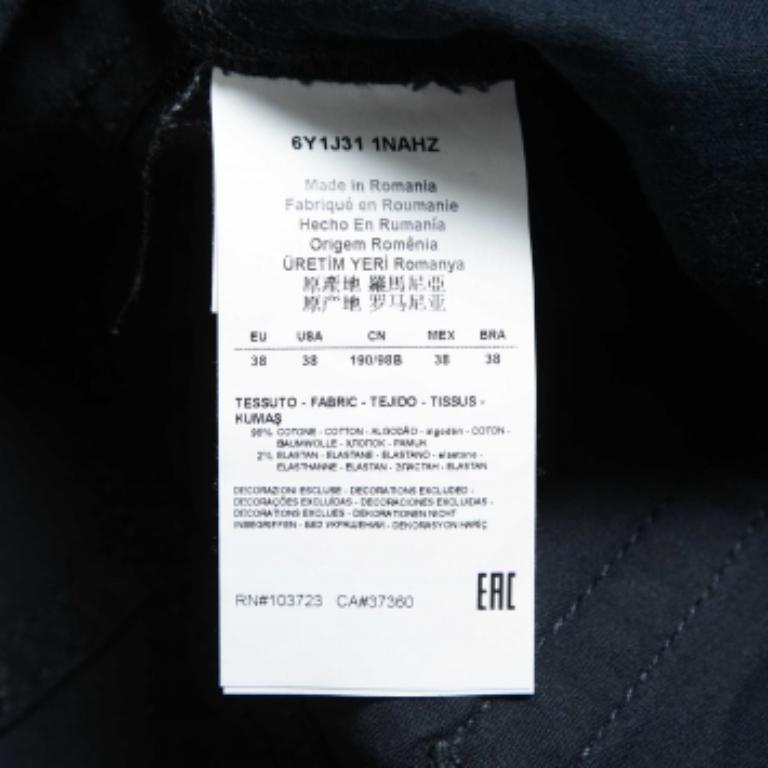 6Y1J31 1NAHZ
Made in Romania
Fabriqué en Roumanie
Hecho En Rumanía
Origem Romênia
ÜRETİM YERİ Romanya
原產地 羅馬尼亞
原产地 罗马尼亚
EU USA CN MEX BRA
38 38 190/98B 38 38
TESSUTO - FABRIC - TEJIDO - TISSUS -
KUMAŞ
98% COTONE - COTTON - ALGODÃO - algodón - COTON -
BAUMWOLLE - ХЛОПОК - PAMUK
2% ELASTAN - ELASTANE - ELASTANO - elastano -
ELASTHANNE - ELASTAN - ЭЛАСТАН - ELASTAN
DECORAZIONI ESCLUSE - DECORATIONS EXCLUDED -
DECORAÇÕES EXCLUÍDAS - DECORACIONES EXCLUIDAS -
DECORATIONS EXCLUES - DEKORATIONEN NICHT
INBEGRIFFEN - БЕЗ УКРАШЕНИЙ - DEKORASYON HARİÇ
RN#103723 CA#37360
EAC